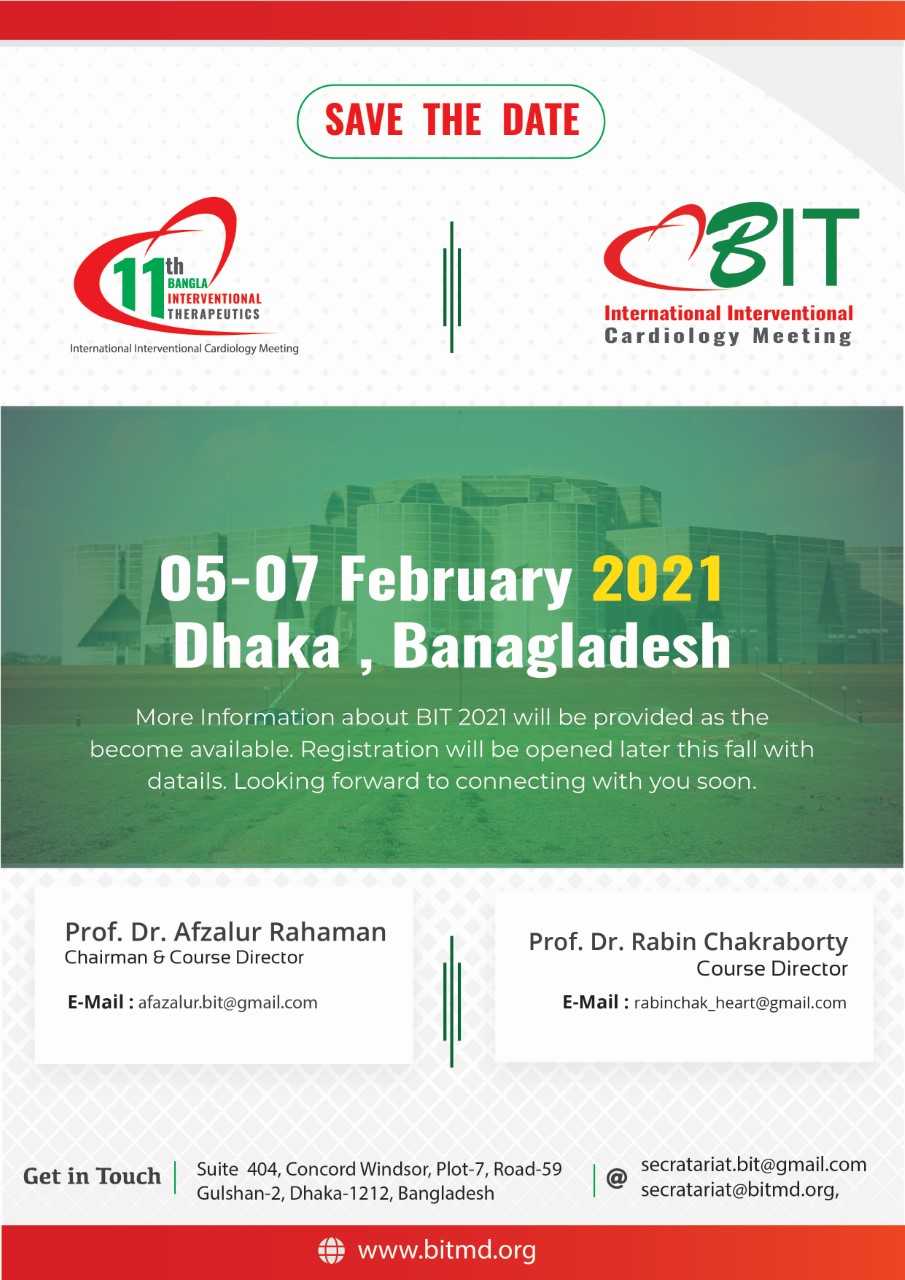 SAVE THE DATE
11th
BANGLA
INTERVENTIONAL
THERAPEUTICS
International Interventional Cardiology Meeting
BIT
International Interventional
Cardiology Meeting
05-07 February 2021
Dhaka , Banagladesh
More Information about BIT 2021 will be provided as the
become available. Registration will be opened later this fall with
datails. Looking forward to connecting with you soon.
Prof. Dr. Afzalur Rahaman
Chairman & Course Director
E-Mail : afazalur.bit@gmail.com
Prof. Dr. Rabin Chakraborty
Course Director
E-Mail : rabinchak_heart@gmail.com
Get in Touch
Suite 404, Concord Windsor, Plot-7, Road-59
Gulshan-2, Dhaka-1212, Bangladesh
@
secratariat.bit@gmail.com
secratariat@bitmd.org,
www.bitmd.org